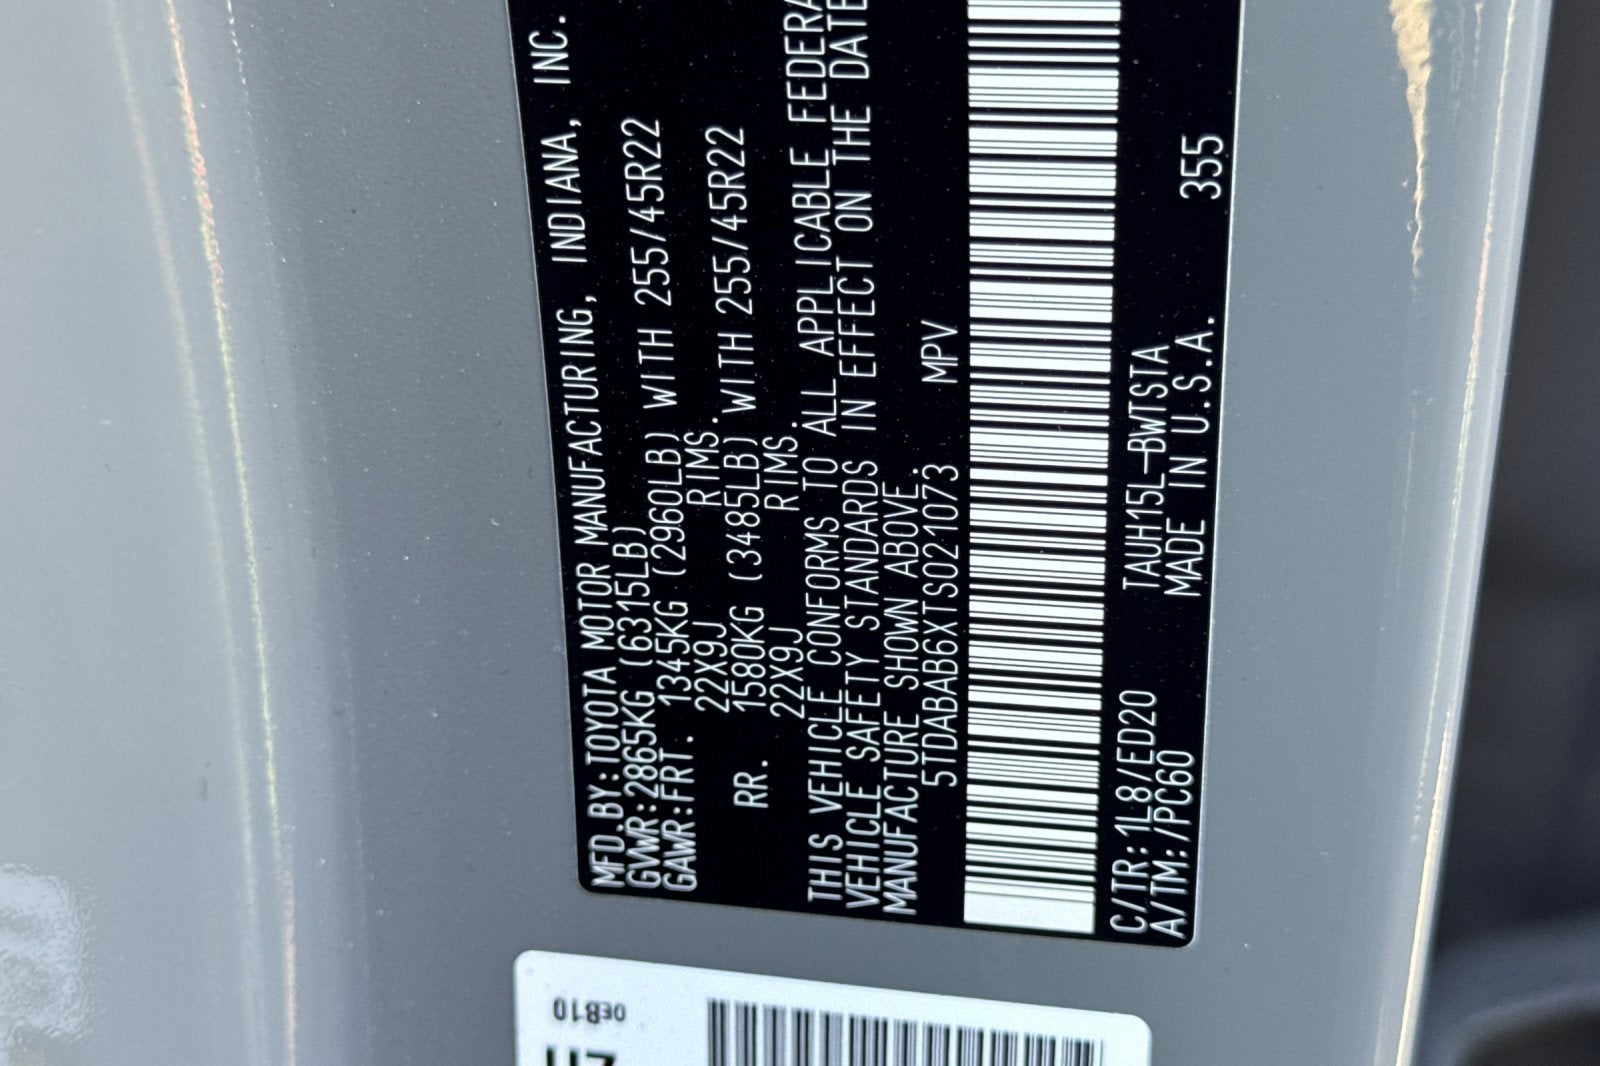 MFD.BY:TOYOTA MOTOR MANUFACTURING, INDIANA, INC.
GVWR:2865KG (6315LB)
GAWR:FRT. 1345KG (2960LB) WITH 255/45R22
22X9J RIMS.
RR. 1580KG (3485LB) WITH 255/45R22
22X9J RIMS.
THIS VEHICLE CONFORMS TO ALL APPLICABLE
VEHICLE SAFETY STANDARDS IN EFFECT ON THE DATE
MANUFACTURE SHOWN ABOVE.
5TDABAB6XTS021073 MPV
TAUH15L-BWTSTA
C/TR:1L8/ED20 MADE IN U.S.A. 355
A/TM:/PC60
0EB10